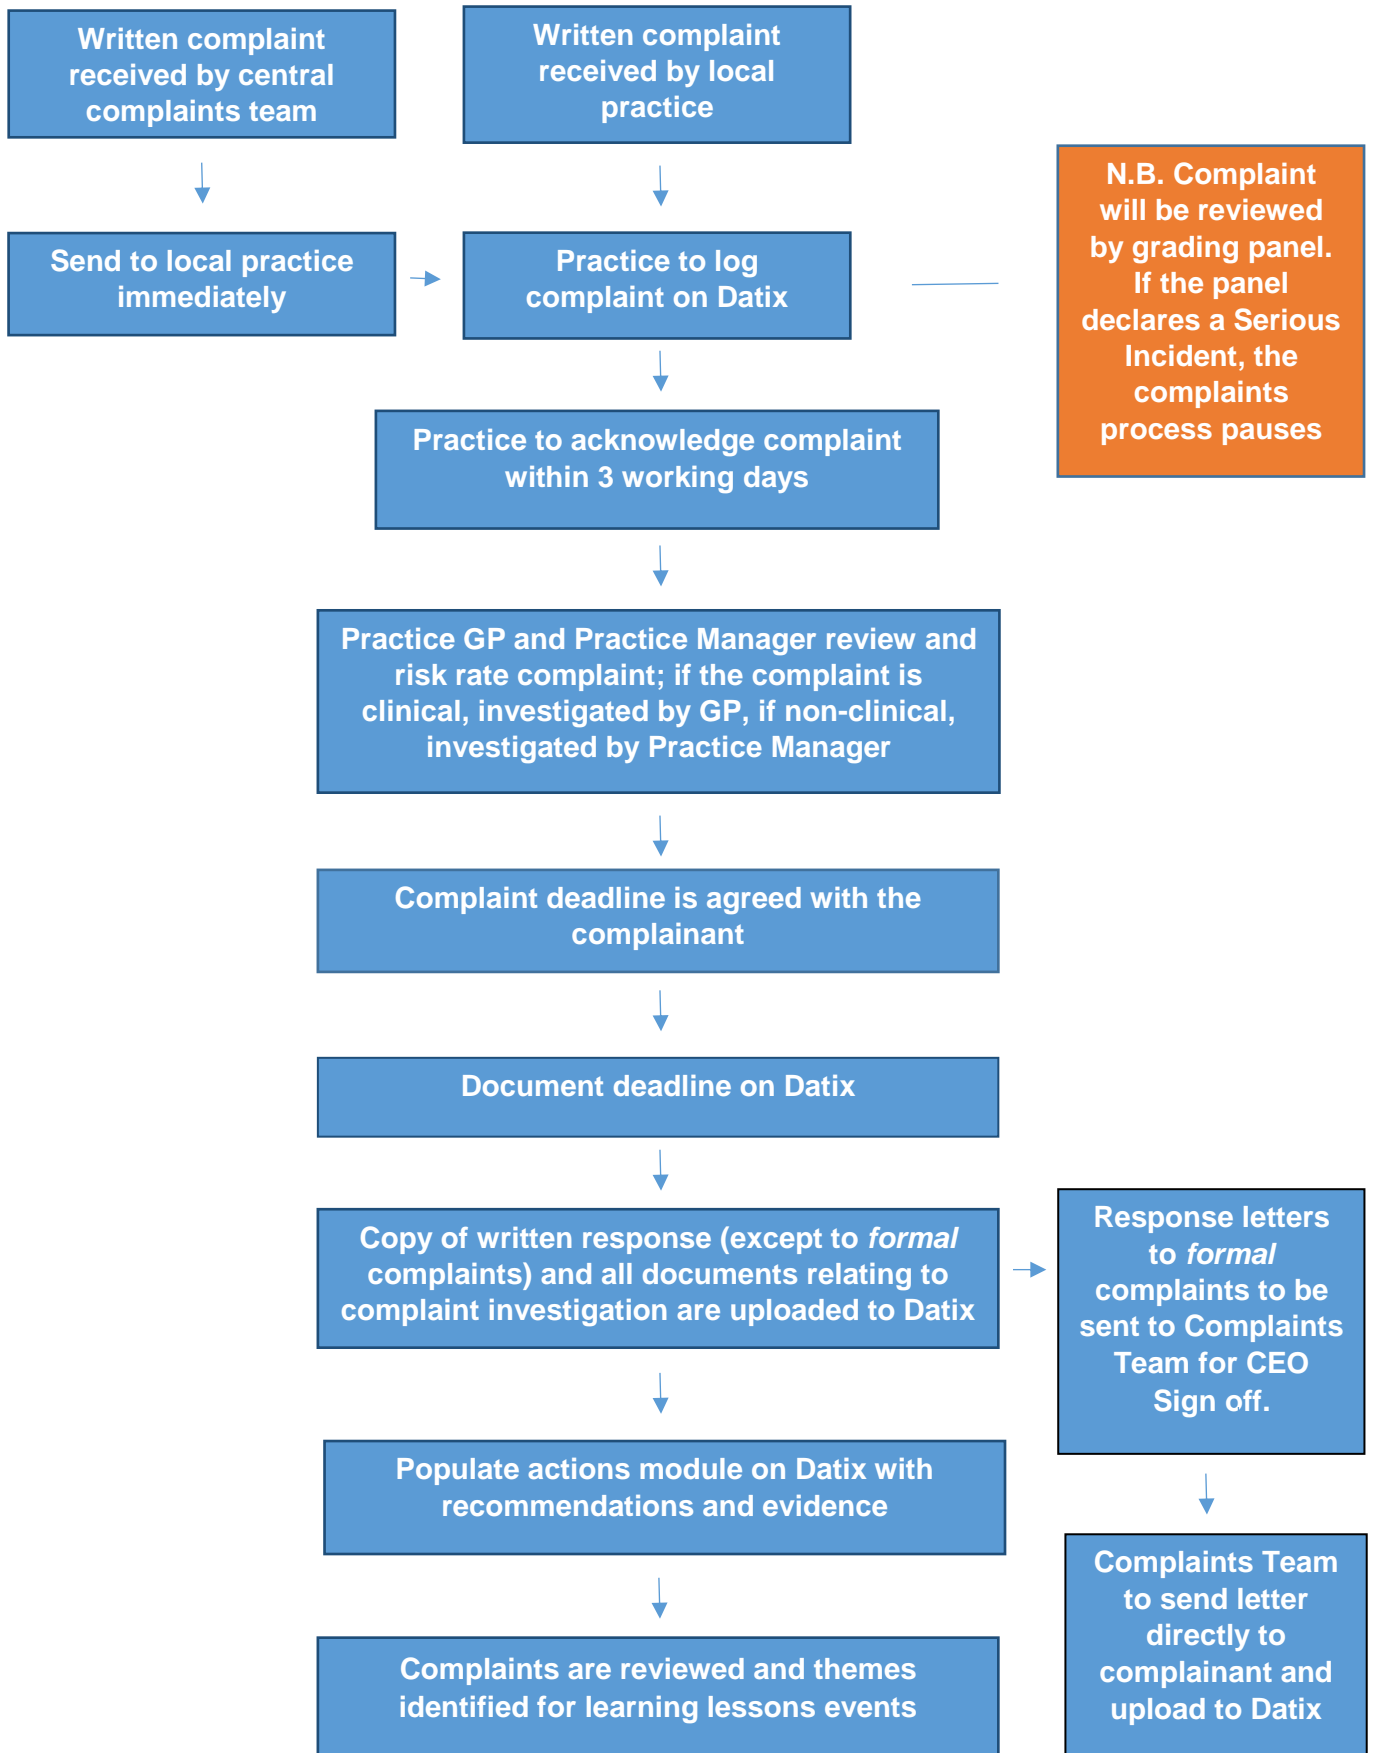 Written complaint
received by central
complaints team
Written complaint
received by local
practice
Send to local practice
immediately
Practice to log
complaint on Datix
N.B. Complaint
will be reviewed
by grading panel.
If the panel
declares a Serious
Incident, the
complaints
process pauses
Practice to acknowledge complaint
within 3 working days
Practice GP and Practice Manager review and
risk rate complaint; if the complaint is
clinical, investigated by GP, if non-clinical,
investigated by Practice Manager
Complaint deadline is agreed with the
complainant
Document deadline on Datix
Copy of written response (except to formal
complaints) and all documents relating to
complaint investigation are uploaded to Datix
Response letters
to formal
complaints to be
sent to Complaints
Team for CEO
Sign off.
Populate actions module on Datix with
recommendations and evidence
Complaints Team
to send letter
directly to
complainant and
upload to Datix
Complaints are reviewed and themes
identified for learning lessons events